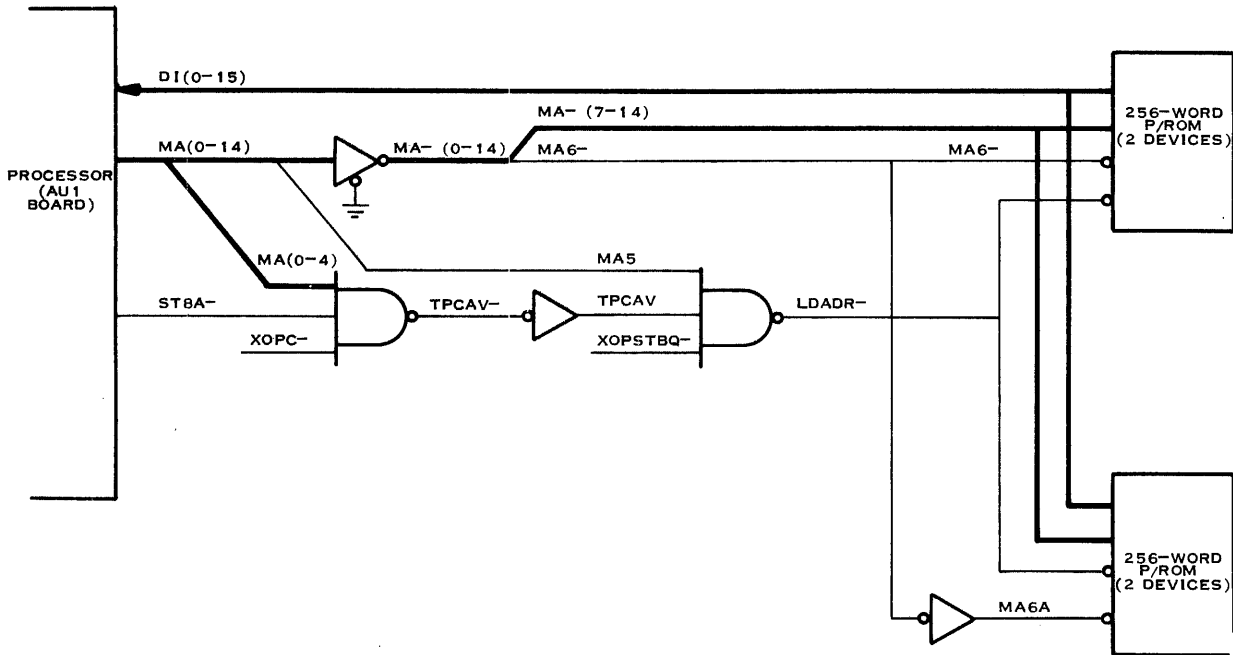 DI(0-15)
MA- (7-14)
256-WORD
P/ROM
(2 DEVICES)
MA(0-14)
MA- (0-14)
MA6-
MA6-
PROCESSOR
(AU1
BOARD)
MA(0-4)
MA5
ST8A-
TPCAV-
TPCAV
LDADR-
XOPC-
XOPSTBQ-
256-WORD
P/ROM
(2 DEVICES)
MA6A